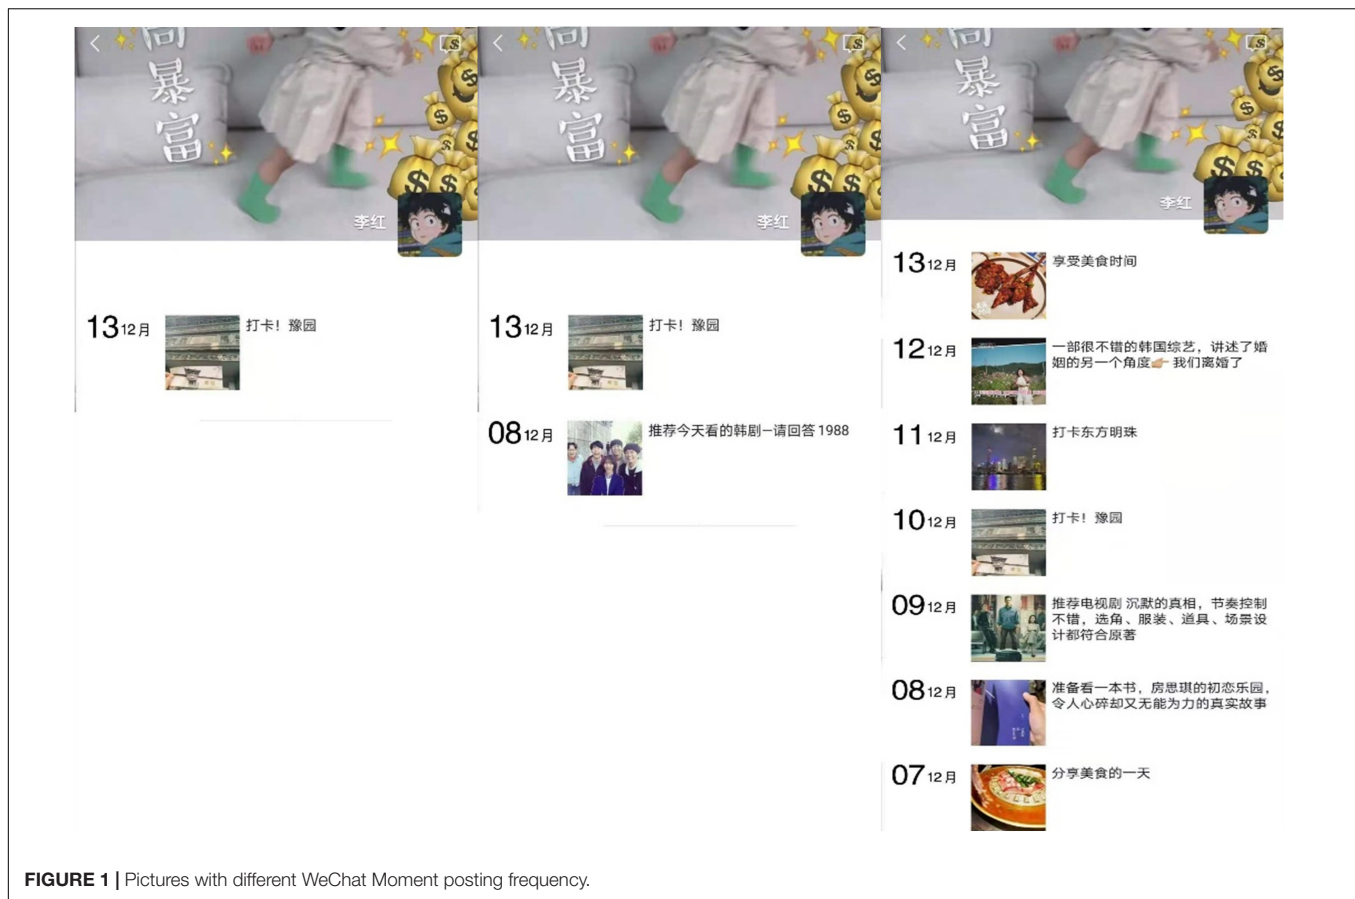 暴
富
李红
13 12月
打卡！豫园
暴
富
李红
13 12月
打卡！豫园
08 12月
推荐今天看的韩剧—请回答1988
暴
富
李红
13 12月
享受美食时间
12 12月
一部很不错的韩国综艺，讲述了婚
姻的另一个角度👉 我们离婚了
11 12月
打卡东方明珠
10 12月
打卡！豫园
09 12月
推荐电视剧 沉默的真相，节奏控制
不错，选角、服装、道具、场景设
计都符合原著
08 12月
准备看一本书，房思琪的初恋乐园，
令人心碎却又无能为力的真实故事
07 12月
分享美食的一天
FIGURE 1 | Pictures with different WeChat Moment posting frequency.